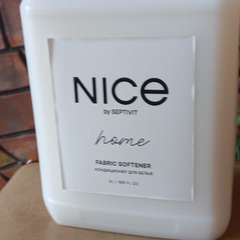 NICe
by SEPTIVIT
home
FABRIC SOFTENER
КОНДИЦИОНЕР ДЛЯ БЕЛЬЯ